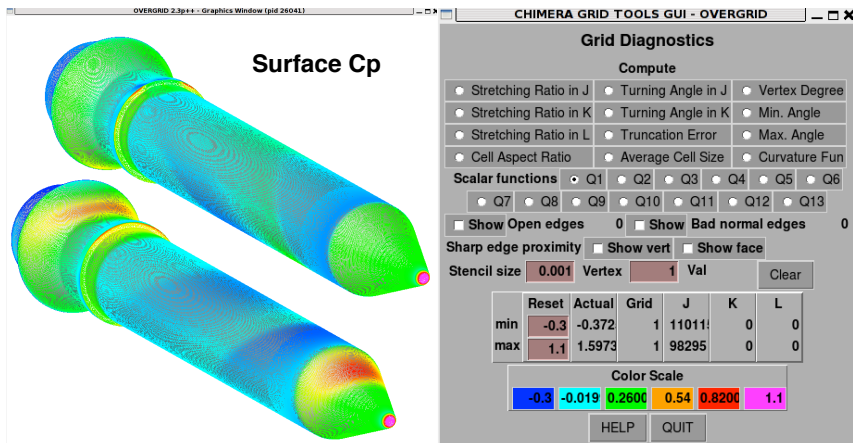 OVERGRID 2.3p++ - Graphics Window (pid 26041)
Surface Cp
CHIMERA GRID TOOLS GUI - OVERGRID
Grid Diagnostics
Compute
Stretching Ratio in J Turning Angle in J Vertex Degree
Stretching Ratio in K Turning Angle in K Min. Angle
Stretching Ratio in L Truncation Error Max. Angle
Cell Aspect Ratio Average Cell Size Curvature Fun
Scalar functions Q1 Q2 Q3 Q4 Q5 Q6
Q7 Q8 Q9 Q10 Q11 Q12 Q13
Show Open edges 0 Show Bad normal edges 0
Sharp edge proximity Show vert Show face
Stencil size 0.001 Vertex 1 Val Clear
Reset Actual Grid J K L
min -0.3 -0.372 1 11011 0 0
max 1.1 1.5973 1 98295 0 0
Color Scale
-0.3 -0.019 0.2600 0.54 0.8200 1.1
HELP QUIT